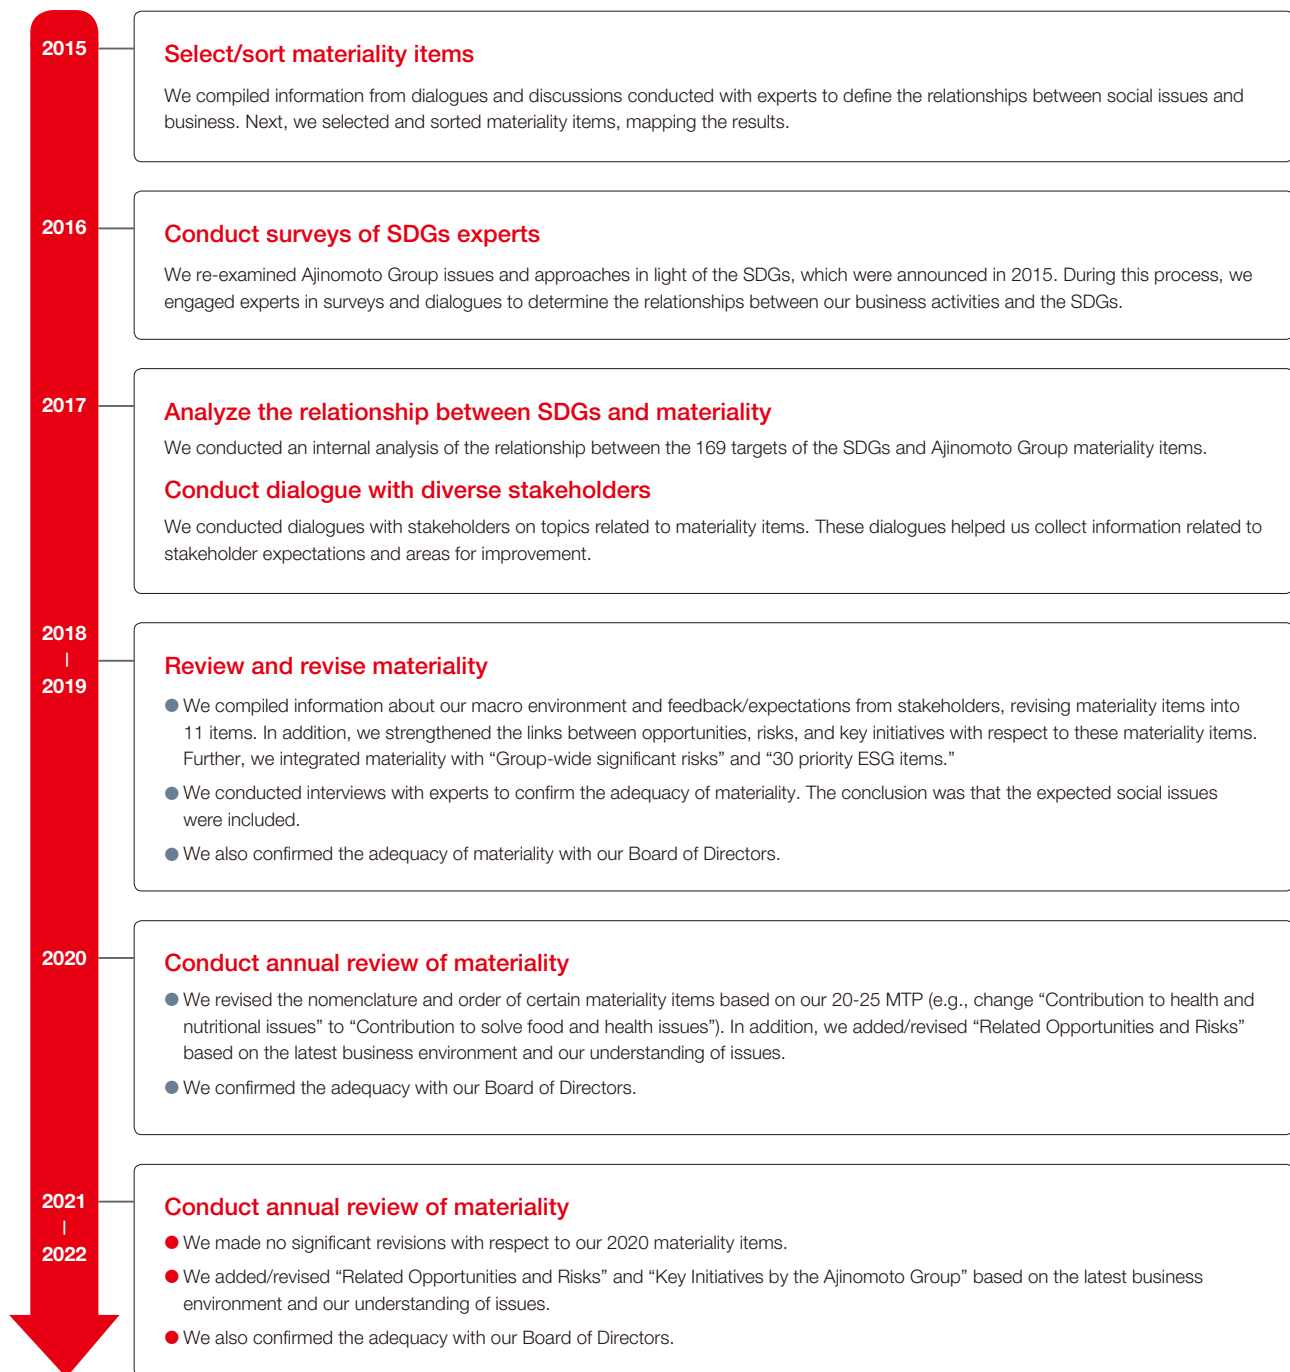 2015
Select/sort materiality items
We compiled information from dialogues and discussions conducted with experts to define the relationships between social issues and
business. Next, we selected and sorted materiality items, mapping the results.
2016
Conduct surveys of SDGs experts
We re-examined Ajinomoto Group issues and approaches in light of the SDGs, which were announced in 2015. During this process, we
engaged experts in surveys and dialogues to determine the relationships between our business activities and the SDGs.
2017
Analyze the relationship between SDGs and materiality
We conducted an internal analysis of the relationship between the 169 targets of the SDGs and Ajinomoto Group materiality items.
Conduct dialogue with diverse stakeholders
We conducted dialogues with stakeholders on topics related to materiality items. These dialogues helped us collect information related to
stakeholder expectations and areas for improvement.
2018
|
2019
Review and revise materiality
● We compiled information about our macro environment and feedback/expectations from stakeholders, revising materiality items into
11 items. In addition, we strengthened the links between opportunities, risks, and key initiatives with respect to these materiality items.
Further, we integrated materiality with “Group-wide significant risks” and “30 priority ESG items.”
● We conducted interviews with experts to confirm the adequacy of materiality. The conclusion was that the expected social issues
were included.
● We also confirmed the adequacy of materiality with our Board of Directors.
2020
Conduct annual review of materiality
● We revised the nomenclature and order of certain materiality items based on our 20-25 MTP (e.g., change “Contribution to health and
nutritional issues” to “Contribution to solve food and health issues”). In addition, we added/revised “Related Opportunities and Risks”
based on the latest business environment and our understanding of issues.
● We confirmed the adequacy with our Board of Directors.
2021
|
2022
Conduct annual review of materiality
● We made no significant revisions with respect to our 2020 materiality items.
● We added/revised “Related Opportunities and Risks” and “Key Initiatives by the Ajinomoto Group” based on the latest business
environment and our understanding of issues.
● We also confirmed the adequacy with our Board of Directors.